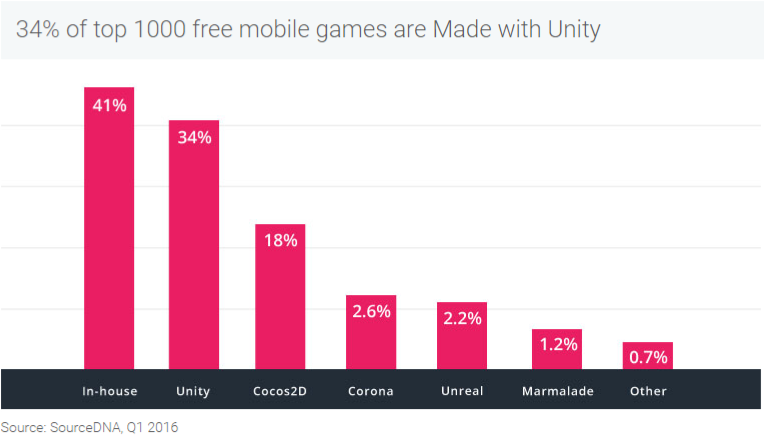 34% of top 1000 free mobile games are Made with Unity
41%
34%
18%
2.6%
2.2%
1.2%
0.7%
In-house Unity Cocos2D Corona Unreal Marmalade Other
Source: SourceDNA, Q1 2016